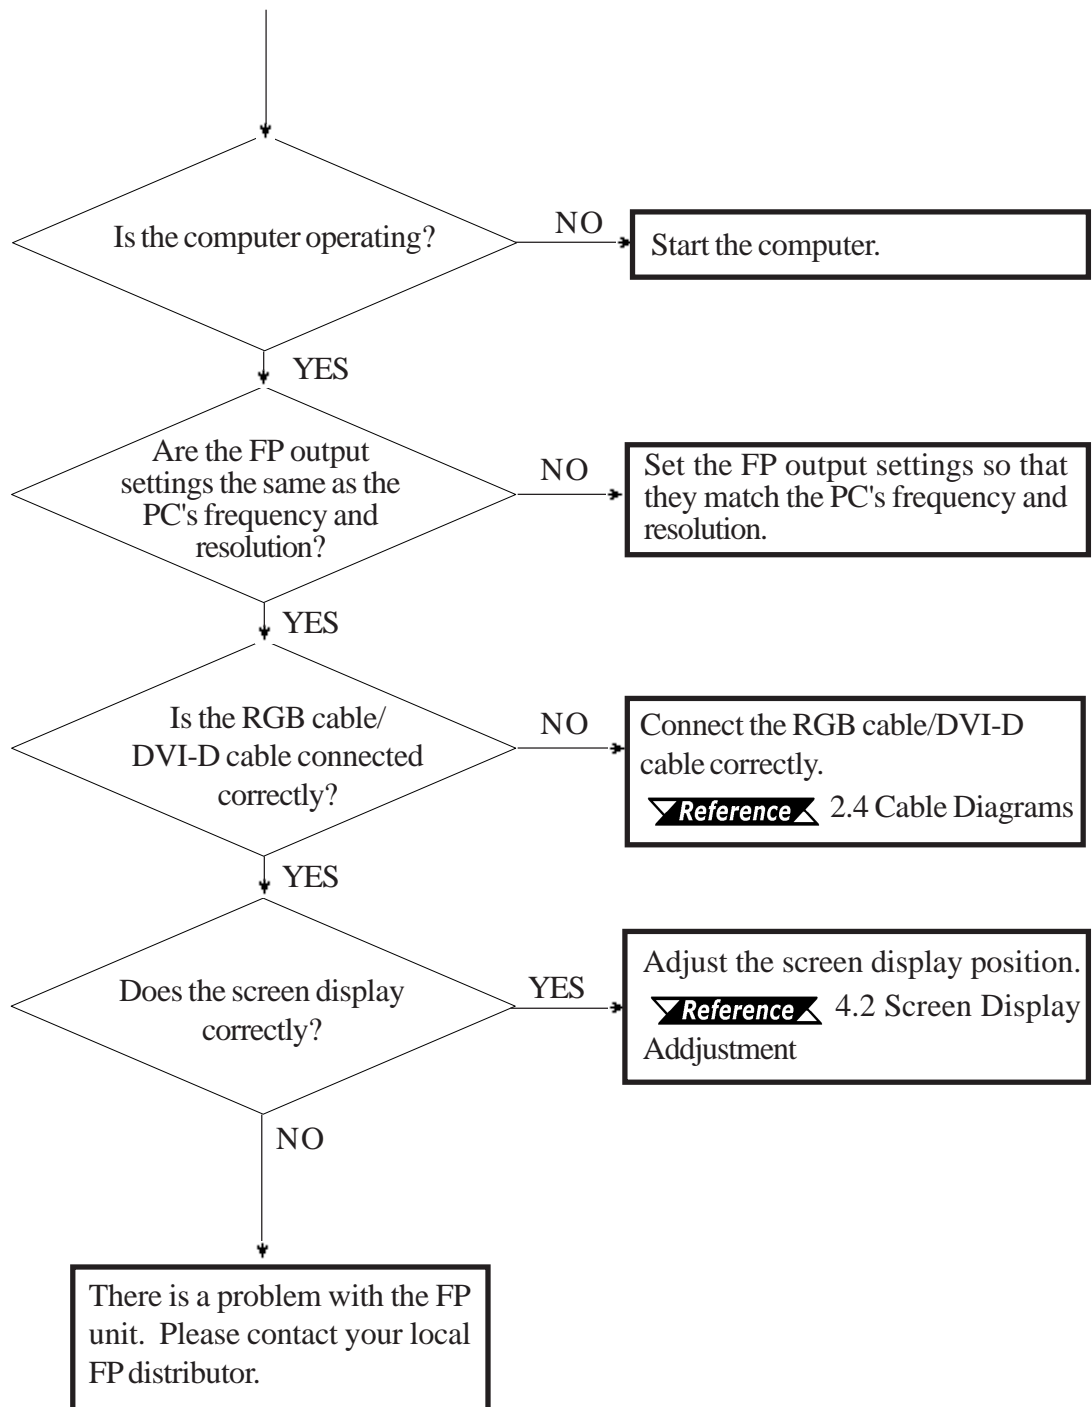 Is the computer operating?
NO
Start the computer.
YES
Are the FP output
settings the same as the
PC's frequency and
resolution?
NO
Set the FP output settings so that
they match the PC's frequency and
resolution.
YES
Is the RGB cable/
DVI-D cable connected
correctly?
NO
Connect the RGB cable/DVI-D
cable correctly.
Reference 2.4 Cable Diagrams
YES
Does the screen display
correctly?
YES
Adjust the screen display position.
Reference 4.2 Screen Display
Addjustment
NO
There is a problem with the FP
unit. Please contact your local
FP distributor.